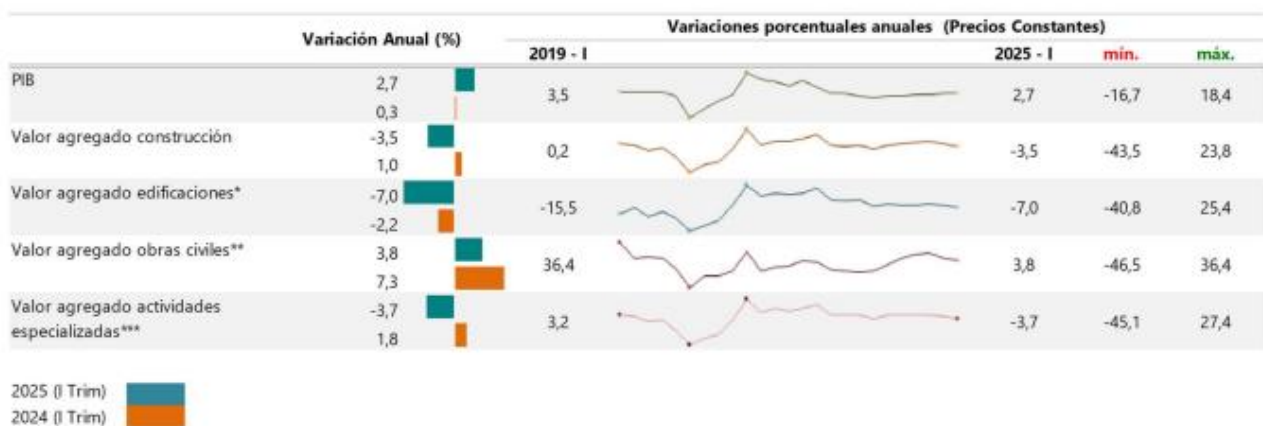 Variación Anual (%)
Variaciones porcentuales anuales (Precios Constantes)
2019 - I 2025 - I mín. máx.
PIB 2,7 3,5 2,7 -16,7 18,4
0,3
Valor agregado construcción -3,5 0,2 -3,5 -43,5 23,8
1,0
Valor agregado edificaciones* -7,0 -15,5 -7,0 -40,8 25,4
-2,2
Valor agregado obras civiles** 3,8 36,4 3,8 -46,5 36,4
7,3
Valor agregado actividades -3,7 3,2 -3,7 -45,1 27,4
especializadas*** 1,8
2025 (I Trim)
2024 (I Trim)